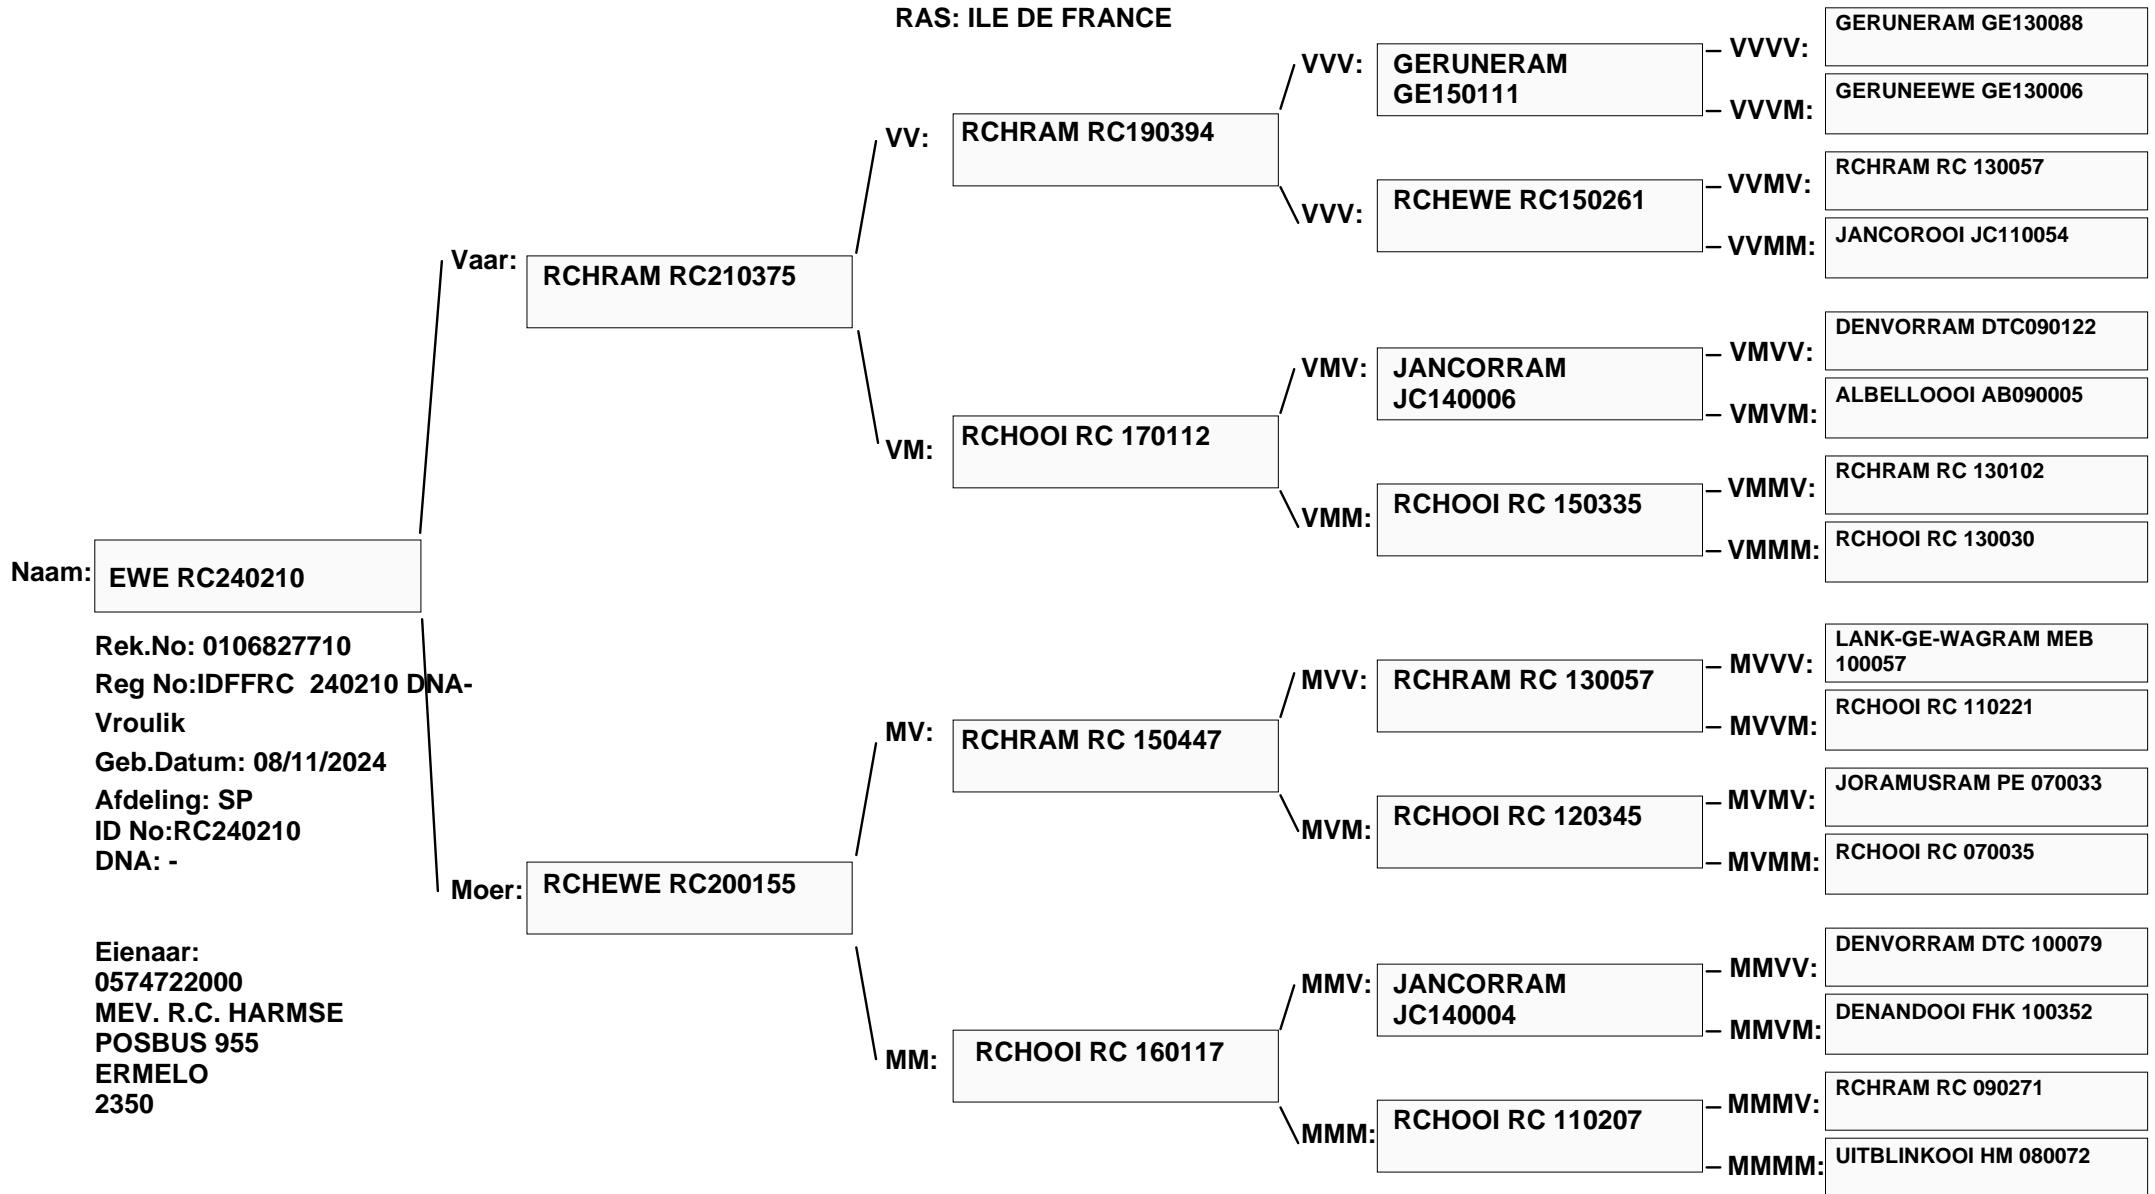 RAS: ILE DE FRANCE
Naam:
EWE RC240210
Rek.No: 0106827710
Reg No:IDFFRC  240210 DNA-
Vroulik
Geb.Datum: 08/11/2024
Afdeling: SP
ID No:RC240210
DNA: -
Eienaar:
0574722000
MEV. R.C. HARMSE
POSBUS 955
ERMELO
2350
Vaar:
RCHRAM RC210375
Moer:
RCHEWE RC200155
VV:
RCHRAM RC190394
VM:
RCHOOI RC 170112
MV:
RCHRAM RC 150447
MM:
RCHOOI RC 160117
VVV:
GERUNERAM
GE150111
VVV:
RCHEWE RC150261
VMV:
JANCORRAM
JC140006
VMM:
RCHOOI RC 150335
MVV:
RCHRAM RC 130057
MVM:
RCHOOI RC 120345
MMV:
JANCORRAM
JC140004
MMM:
RCHOOI RC 110207
VVVV:
GERUNERAM GE130088
VVVM:
GERUNEEWE GE130006
VVMV:
RCHRAM RC 130057
VVMM:
JANCOROOI JC110054
VMVV:
DENVORRAM DTC090122
VMVM:
ALBELLOOOI AB090005
VMMV:
RCHRAM RC 130102
VMMM:
RCHOOI RC 130030
MVVV:
LANK-GE-WAGRAM MEB
100057
MVVM:
RCHOOI RC 110221
MVMV:
JORAMUSRAM PE 070033
MVMM:
RCHOOI RC 070035
MMVV:
DENVORRAM DTC 100079
MMVM:
DENANDOOI FHK 100352
MMMV:
RCHRAM RC 090271
MMMM:
UITBLINKOOI HM 080072